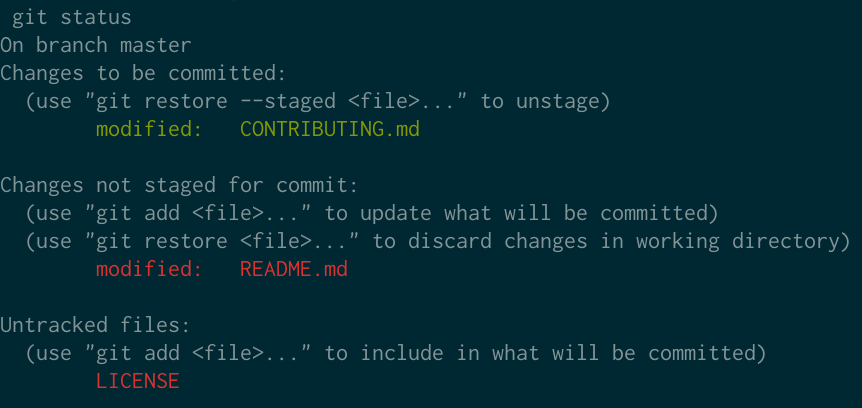 git status
On branch master
Changes to be committed:
  (use "git restore --staged <file>..." to unstage)
        modified:   CONTRIBUTING.md

Changes not staged for commit:
  (use "git add <file>..." to update what will be committed)
  (use "git restore <file>..." to discard changes in working directory)
        modified:   README.md

Untracked files:
  (use "git add <file>..." to include in what will be committed)
        LICENSE